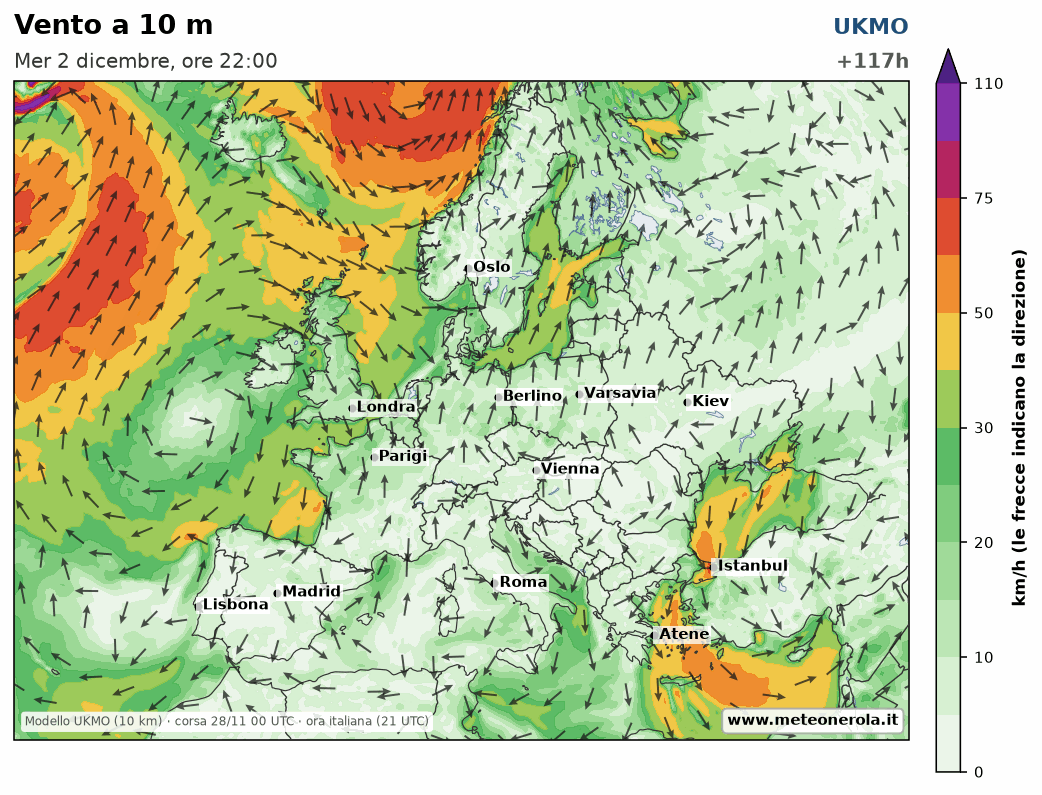 Vento a 10 m
UKMO
Mer 2 dicembre, ore 22:00
+117h
110
75
50
30
20
10
0
km/h (le frecce indicano la direzione)
Oslo
Londra
Berlino
Varsavia
Kiev
Parigi
Vienna
Istanbul
Roma
Madrid
Lisbona
Atene
Modello UKMO (10 km) · corsa 28/11 00 UTC · ora italiana (21 UTC)
www.meteonerola.it